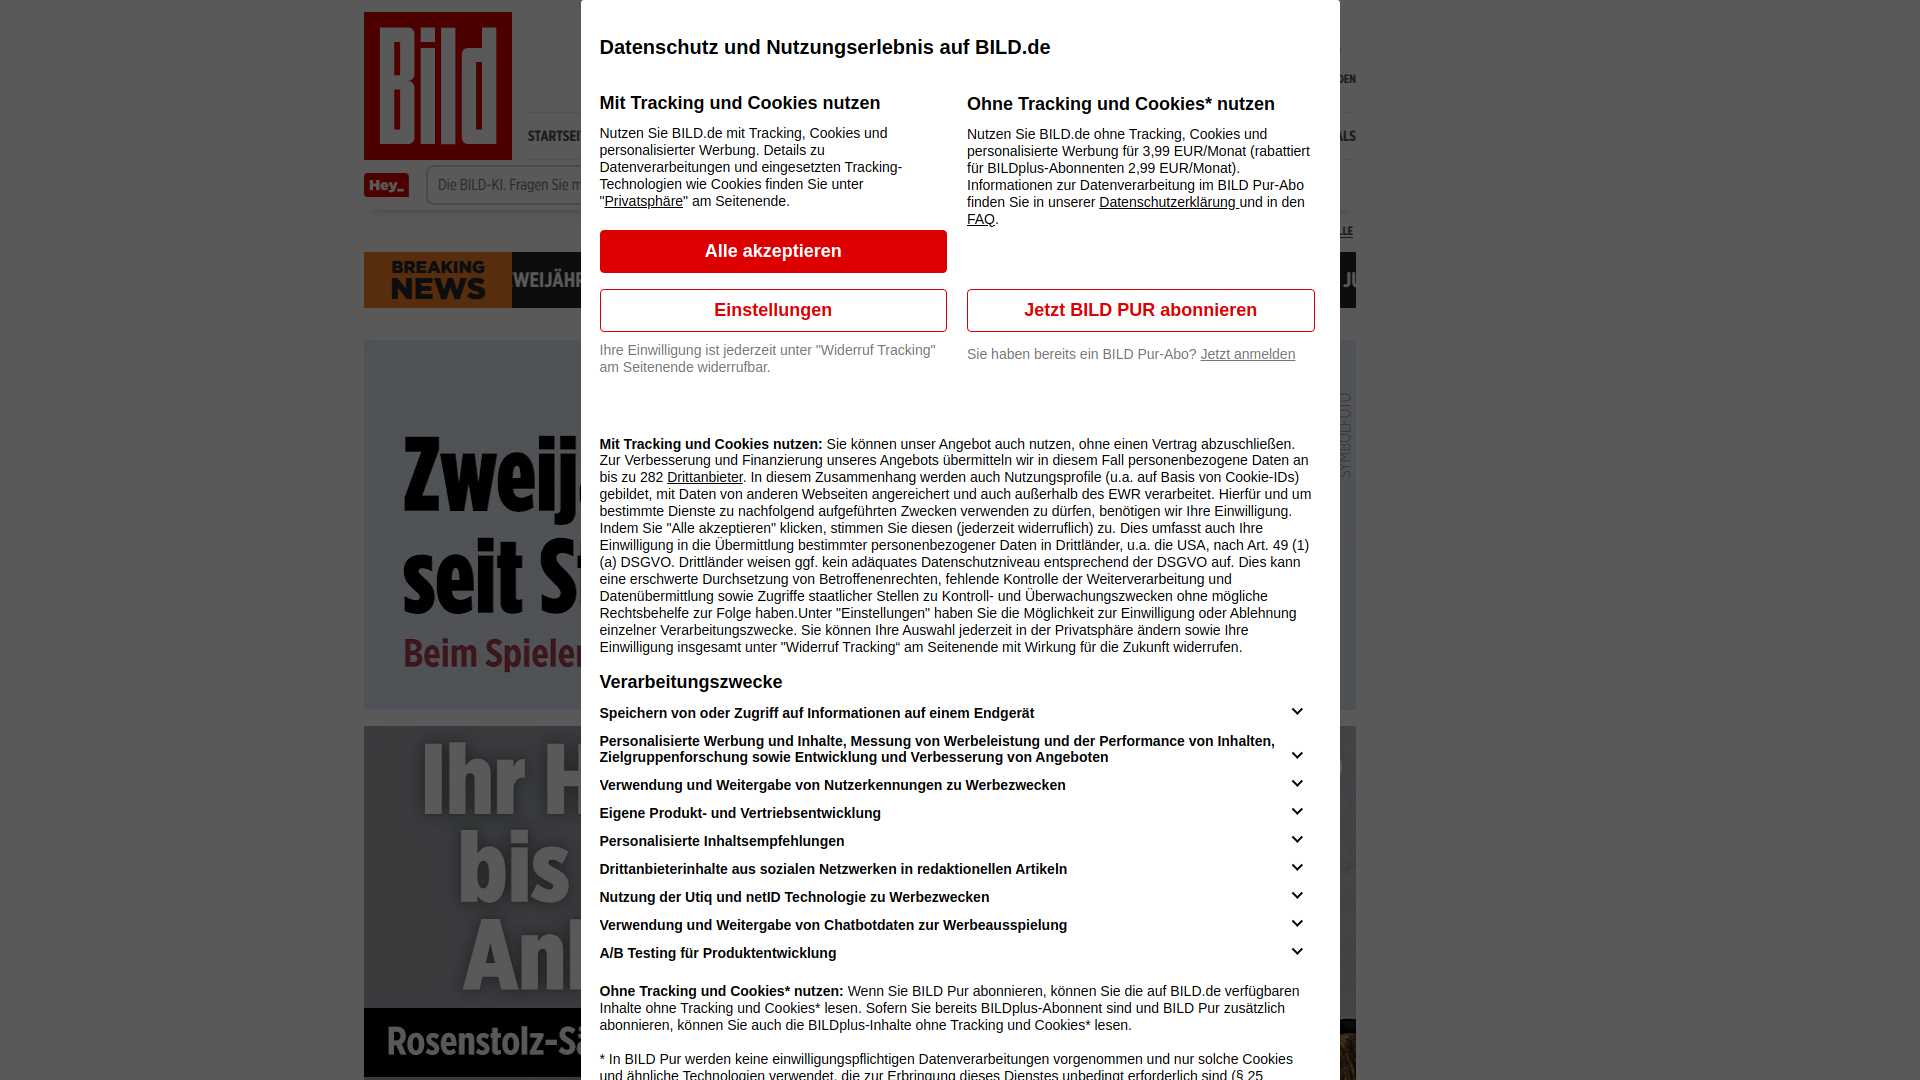 Bild
DEN
STARTSEI
ALS
Hey_
Die BILD-KI. Fragen Sie m
LLE
BREAKING
NEWS
WEIJÄHR
JU
Zweij
seit S
Beim Spielen
SYMBOLFOTO
Ihr H
bis
An
Rosenstolz-Sä
Datenschutz und Nutzungserlebnis auf BILD.de
Mit Tracking und Cookies nutzen
Nutzen Sie BILD.de mit Tracking, Cookies und
personalisierter Werbung. Details zu
Datenverarbeitungen und eingesetzten Tracking-
Technologien wie Cookies finden Sie unter
"Privatsphäre" am Seitenende.
Alle akzeptieren
Einstellungen
Ihre Einwilligung ist jederzeit unter "Widerruf Tracking"
am Seitenende widerrufbar.
Ohne Tracking und Cookies* nutzen
Nutzen Sie BILD.de ohne Tracking, Cookies und
personalisierte Werbung für 3,99 EUR/Monat (rabattiert
für BILDplus-Abonnenten 2,99 EUR/Monat).
Informationen zur Datenverarbeitung im BILD Pur-Abo
finden Sie in unserer Datenschutzerklärung und in den
FAQ.
Jetzt BILD PUR abonnieren
Sie haben bereits ein BILD Pur-Abo? Jetzt anmelden
Mit Tracking und Cookies nutzen: Sie können unser Angebot auch nutzen, ohne einen Vertrag abzuschließen.
Zur Verbesserung und Finanzierung unseres Angebots übermitteln wir in diesem Fall personenbezogene Daten an
bis zu 282 Drittanbieter. In diesem Zusammenhang werden auch Nutzungsprofile (u.a. auf Basis von Cookie-IDs)
gebildet, mit Daten von anderen Webseiten angereichert und auch außerhalb des EWR verarbeitet. Hierfür und um
bestimmte Dienste zu nachfolgend aufgeführten Zwecken verwenden zu dürfen, benötigen wir Ihre Einwilligung.
Indem Sie "Alle akzeptieren" klicken, stimmen Sie diesen (jederzeit widerruflich) zu. Dies umfasst auch Ihre
Einwilligung in die Übermittlung bestimmter personenbezogener Daten in Drittländer, u.a. die USA, nach Art. 49 (1)
(a) DSGVO. Drittländer weisen ggf. kein adäquates Datenschutzniveau entsprechend der DSGVO auf. Dies kann
eine erschwerte Durchsetzung von Betroffenenrechten, fehlende Kontrolle der Weiterverarbeitung und
Datenübermittlung sowie Zugriffe staatlicher Stellen zu Kontroll- und Überwachungszwecken ohne mögliche
Rechtsbehelfe zur Folge haben.Unter "Einstellungen" haben Sie die Möglichkeit zur Einwilligung oder Ablehnung
einzelner Verarbeitungszwecke. Sie können Ihre Auswahl jederzeit in der Privatsphäre ändern sowie Ihre
Einwilligung insgesamt unter "Widerruf Tracking“ am Seitenende mit Wirkung für die Zukunft widerrufen.
Verarbeitungszwecke
Speichern von oder Zugriff auf Informationen auf einem Endgerät
Personalisierte Werbung und Inhalte, Messung von Werbeleistung und der Performance von Inhalten,
Zielgruppenforschung sowie Entwicklung und Verbesserung von Angeboten
Verwendung und Weitergabe von Nutzerkennungen zu Werbezwecken
Eigene Produkt- und Vertriebsentwicklung
Personalisierte Inhaltsempfehlungen
Drittanbieterinhalte aus sozialen Netzwerken in redaktionellen Artikeln
Nutzung der Utiq und netID Technologie zu Werbezwecken
Verwendung und Weitergabe von Chatbotdaten zur Werbeausspielung
A/B Testing für Produktentwicklung
Ohne Tracking und Cookies* nutzen: Wenn Sie BILD Pur abonnieren, können Sie die auf BILD.de verfügbaren
Inhalte ohne Tracking und Cookies* lesen. Sofern Sie bereits BILDplus-Abonnent sind und BILD Pur zusätzlich
abonnieren, können Sie auch die BILDplus-Inhalte ohne Tracking und Cookies* lesen.
* In BILD Pur werden keine einwilligungspflichtigen Datenverarbeitungen vorgenommen und nur solche Cookies
und ähnliche Technologien verwendet, die zur Erbringung dieses Dienstes unbedingt erforderlich sind (§ 25